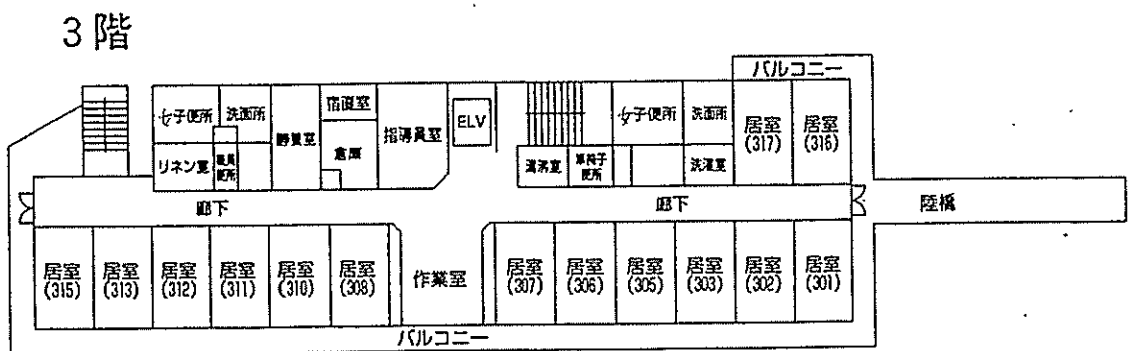 3階
バルコニー
女子便所
洗面所
宿直室
静養室
指導員室
ELV
女子便所
洗面所
居室
(317)
居室
(316)
リネン室
職員
便所
倉庫
湯沸室
車椅子
便所
洗濯室
廊下
廊下
陸橋
居室
(315)
居室
(313)
居室
(312)
居室
(311)
居室
(310)
居室
(308)
作業室
居室
(307)
居室
(306)
居室
(305)
居室
(303)
居室
(302)
居室
(301)
バルコニー